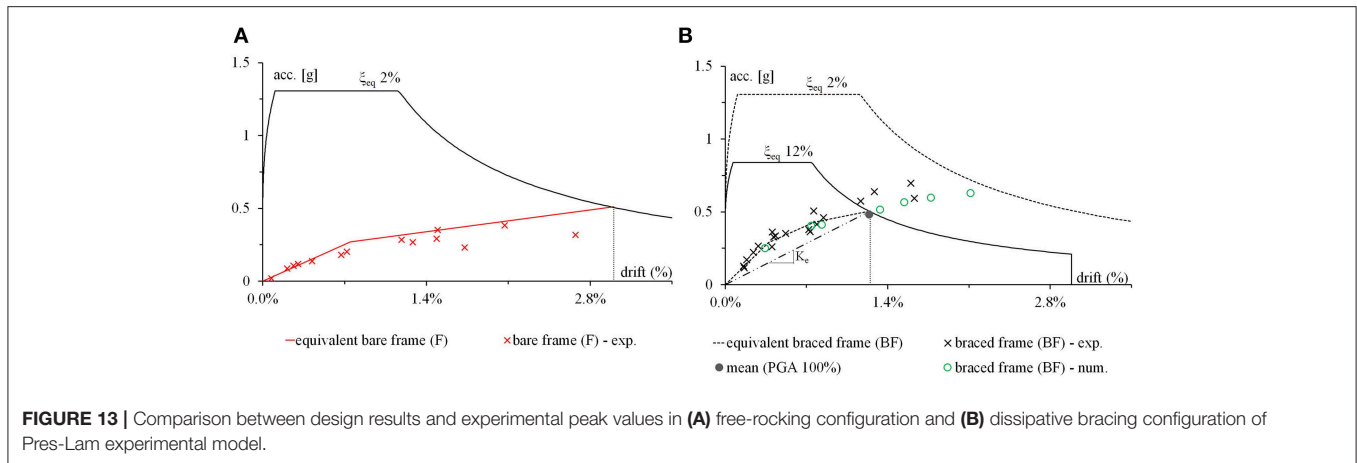 A
1.5
acc. [g]
ξeq 2%
1
0.5
0
drift (%)
0.0%
1.4%
2.8%
equivalent bare frame (F)
bare frame (F) - exp.
B
1.5
acc. [g]
ξeq 2%
1
ξeq 12%
0.5
Ke
0
drift (%)
0.0%
1.4%
2.8%
equivalent braced frame (BF)
braced frame (BF) - exp.
mean (PGA 100%)
braced frame (BF) - num.
FIGURE 13 | Comparison between design results and experimental peak values in (A) free-rocking configuration and (B) dissipative bracing configuration of
Pres-Lam experimental model.